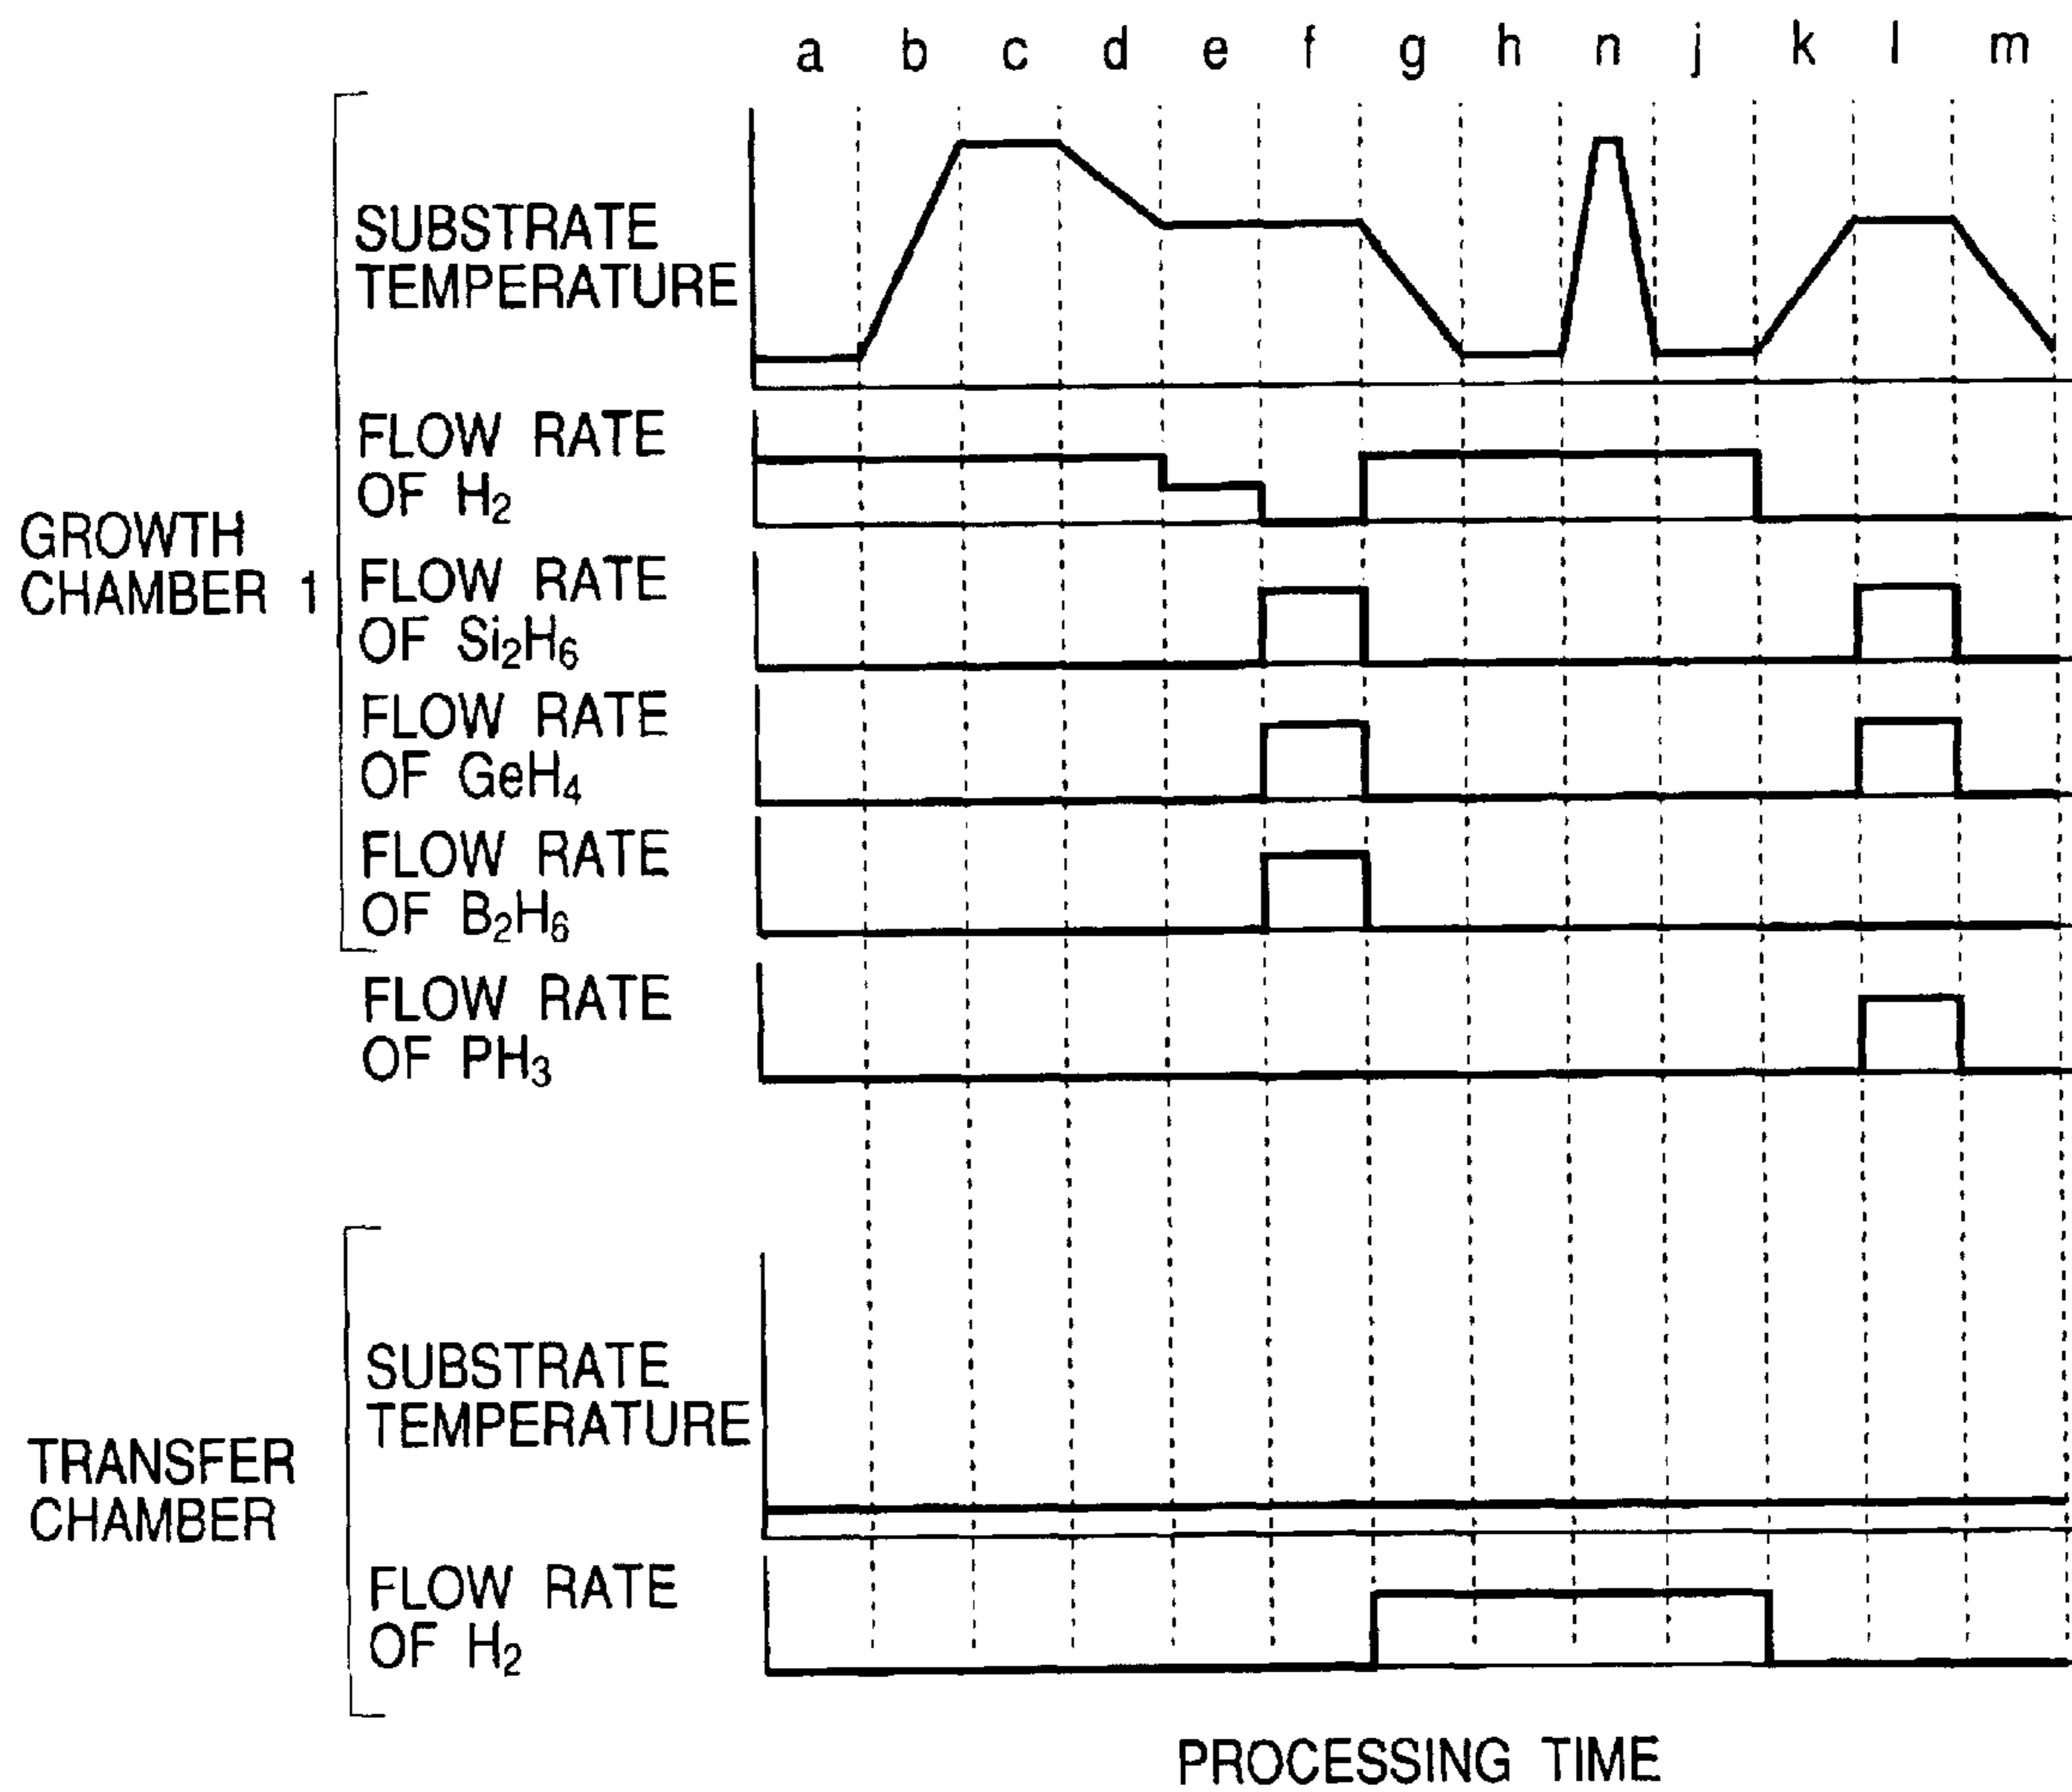 a b c d e f g h n j k l m
SUBSTRATE
TEMPERATURE
FLOW RATE
OF H₂
GROWTH
CHAMBER 1
FLOW RATE
OF Si₂H₆
FLOW RATE
OF GeH₄
FLOW RATE
OF B₂H₆
FLOW RATE
OF PH₃
SUBSTRATE
TEMPERATURE
TRANSFER
CHAMBER
FLOW RATE
OF H₂
PROCESSING TIME